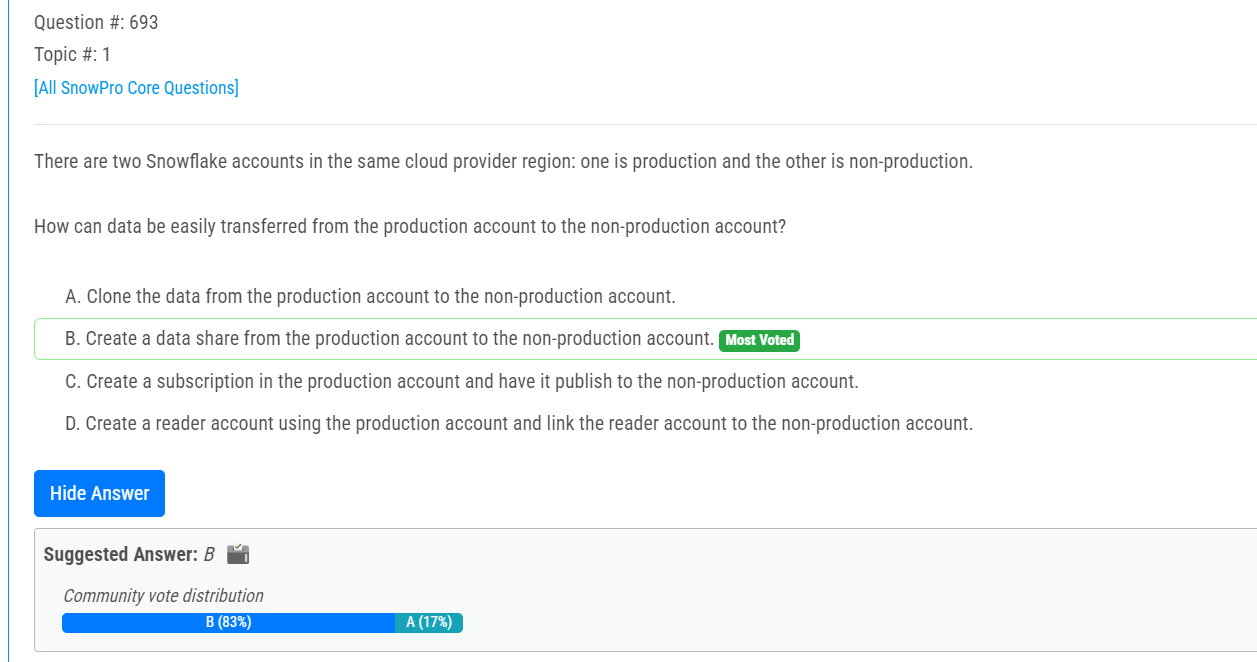 Question #: 693
Topic #: 1
[All SnowPro Core Questions]
There are two Snowflake accounts in the same cloud provider region: one is production and the other is non-production.
How can data be easily transferred from the production account to the non-production account?
A. Clone the data from the production account to the non-production account.
B. Create a data share from the production account to the non-production account. Most Voted
C. Create a subscription in the production account and have it publish to the non-production account.
D. Create a reader account using the production account and link the reader account to the non-production account.
Hide Answer
Suggested Answer: B
Community vote distribution
B (83%) A (17%)